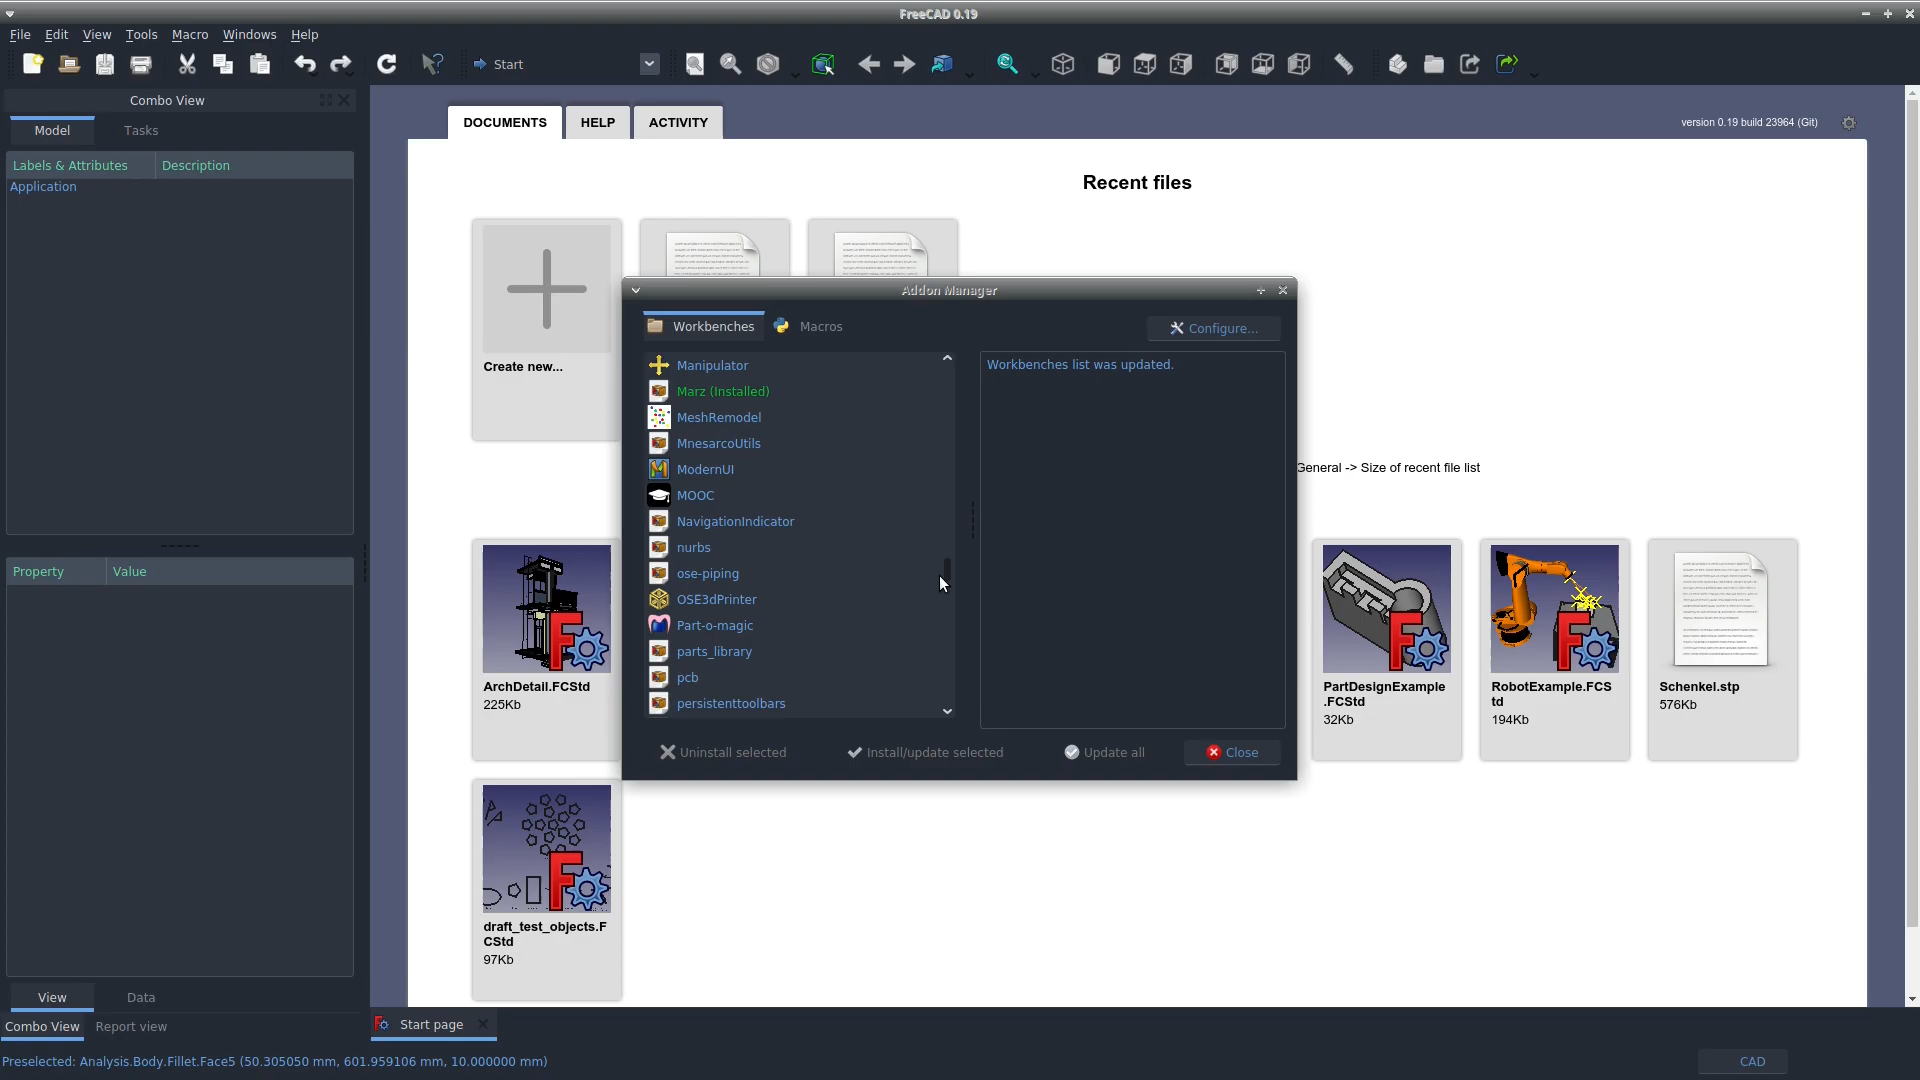 FreeCAD 0.19
File Edit View Tools Macro Windows Help
Start
Combo View
Model Tasks
Labels & Attributes Description
Application
Property Value
View Data
Combo View Report view
DOCUMENTS HELP ACTIVITY
version 0.19 build 23964 (Git)
Recent files
Create new...
General -> Size of recent file list
ArchDetail.FCStd
225Kb
PartDesignExample
.FCStd
32Kb
RobotExample.FCS
td
194Kb
Schenkel.stp
576Kb
draft_test_objects.F
CStd
97Kb
Addon Manager
Workbenches Macros
Configure...
Manipulator
Marz (Installed)
MeshRemodel
MnesarcoUtils
ModernUI
MOOC
NavigationIndicator
nurbs
ose-piping
OSE3dPrinter
Part-o-magic
parts_library
pcb
persistenttoolbars
Workbenches list was updated.
Uninstall selected Install/update selected Update all Close
Start page
Preselected: Analysis.Body.Fillet.Face5 (50.305050 mm, 601.959106 mm, 10.000000 mm)
CAD